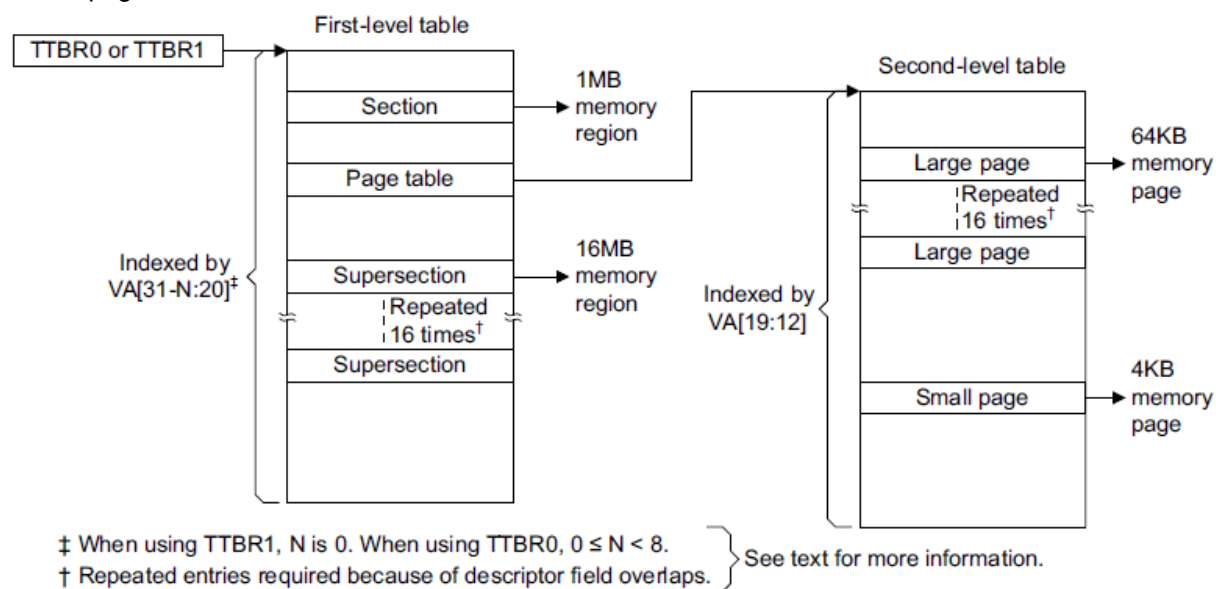 First-level table
TTBR0 or TTBR1
Second-level table
1MB
memory
region
Section
Page table
64KB
memory
page
Large page
Repeated
16 times†
Large page
Indexed by
VA[31-N:20]‡
16MB
memory
region
Supersection
Repeated
16 times†
Supersection
Indexed by
VA[19:12]
4KB
memory
page
Small page
‡ When using TTBR1, N is 0. When using TTBR0, 0 ≤ N < 8.
† Repeated entries required because of descriptor field overlaps.
See text for more information.